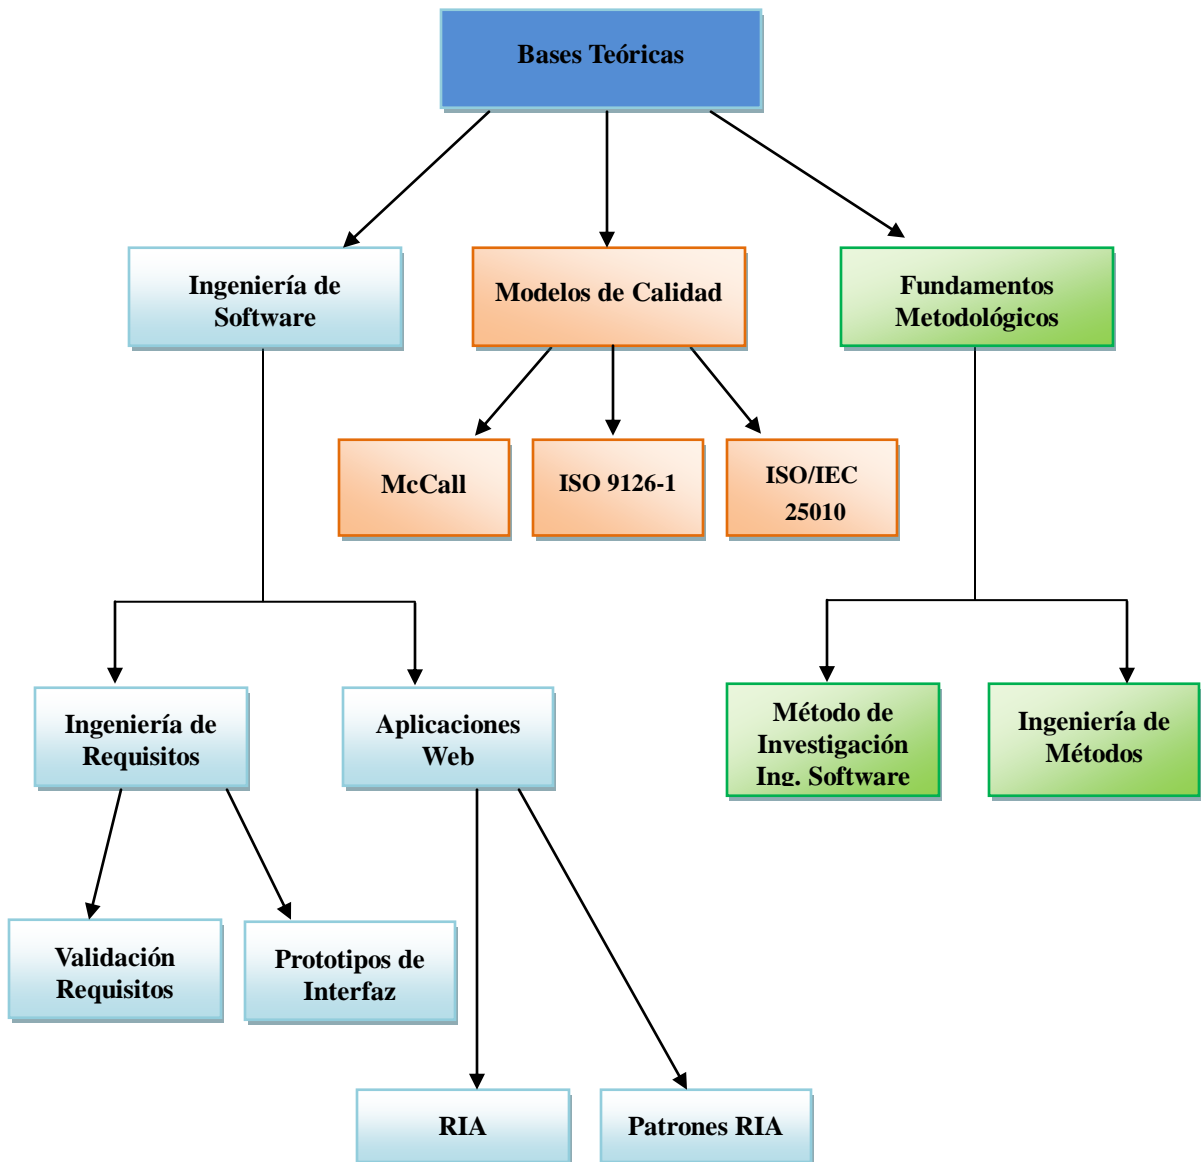 Bases Teóricas
Ingeniería de
Software
Modelos de Calidad
Fundamentos
Metodológicos
McCall
ISO 9126-1
ISO/IEC
25010
Ingeniería de
Requisitos
Aplicaciones
Web
Método de
Investigación
Ing. Software
Ingeniería de
Métodos
Validación
Requisitos
Prototipos de
Interfaz
RIA
Patrones RIA